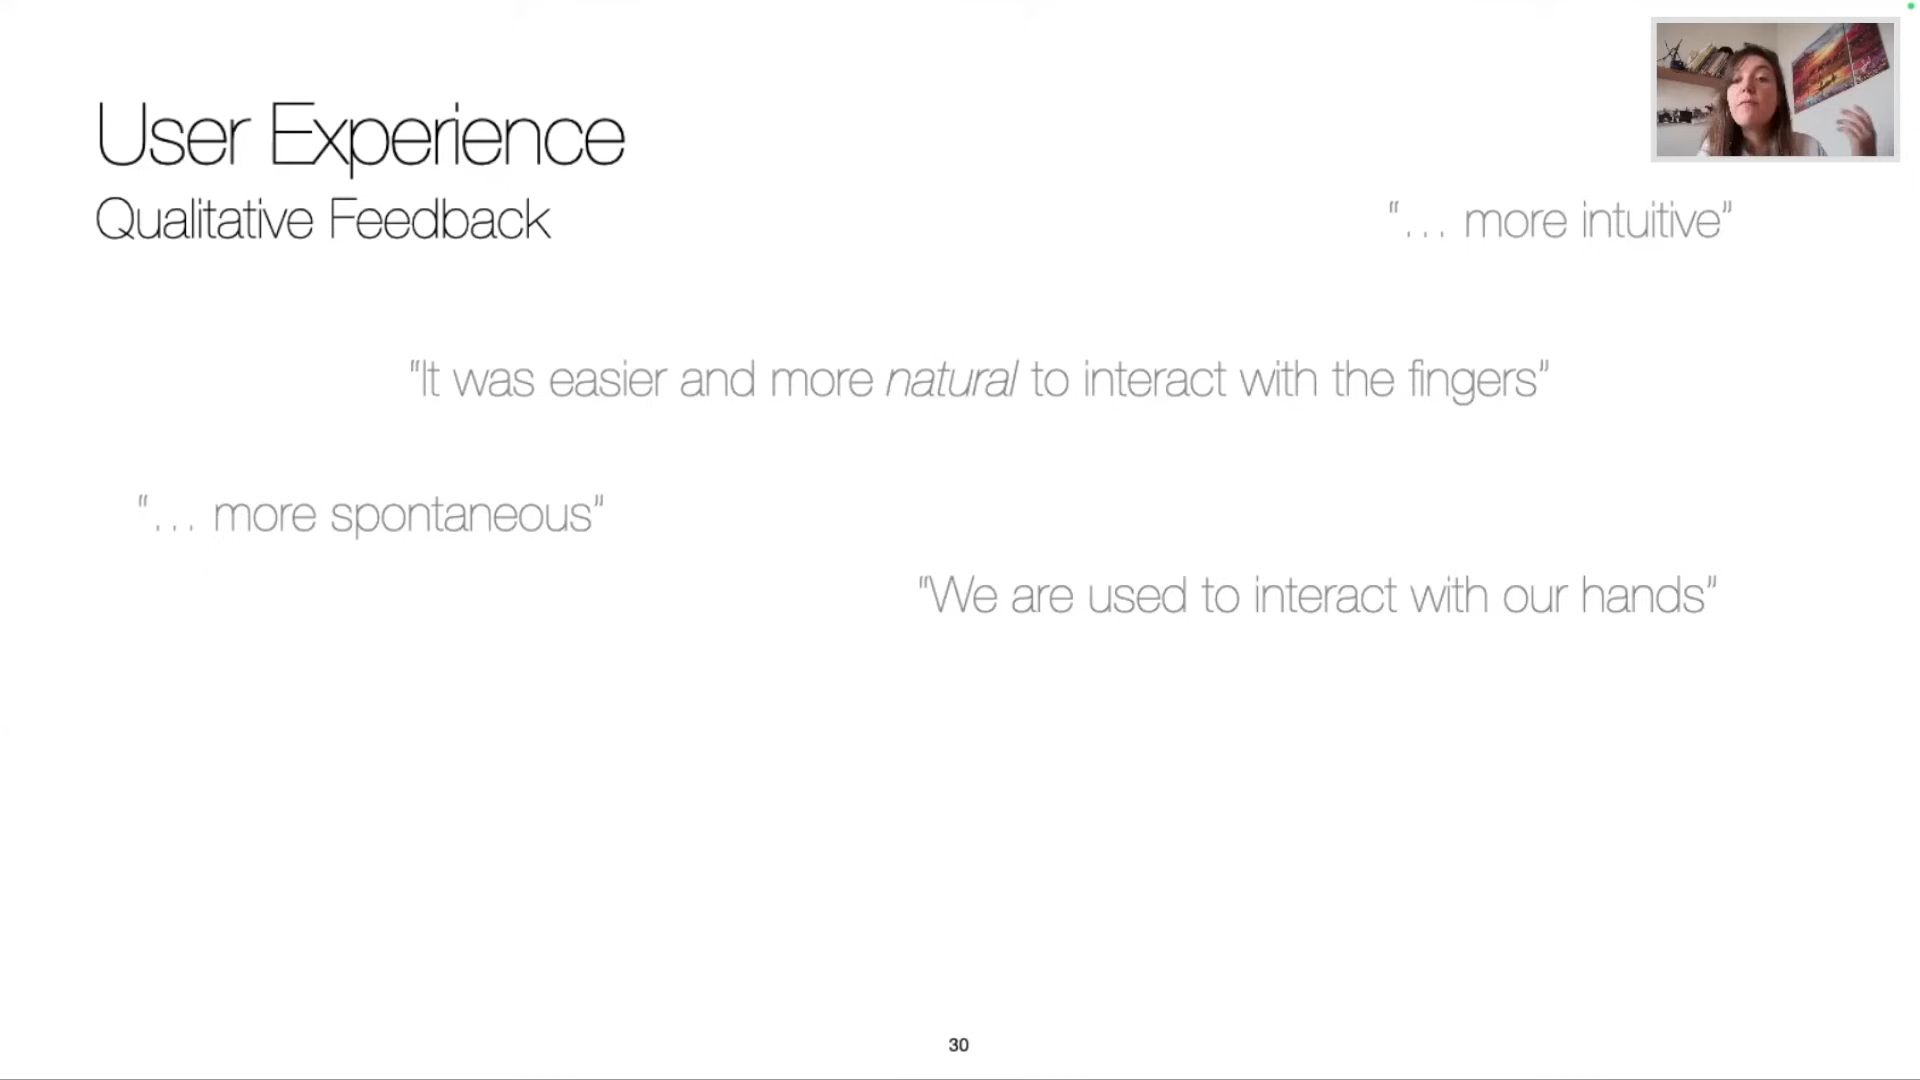 User Experience
Qualitative Feedback
“… more intuitive”
“It was easier and more natural to interact with the fingers”
“… more spontaneous”
“We are used to interact with our hands”
30